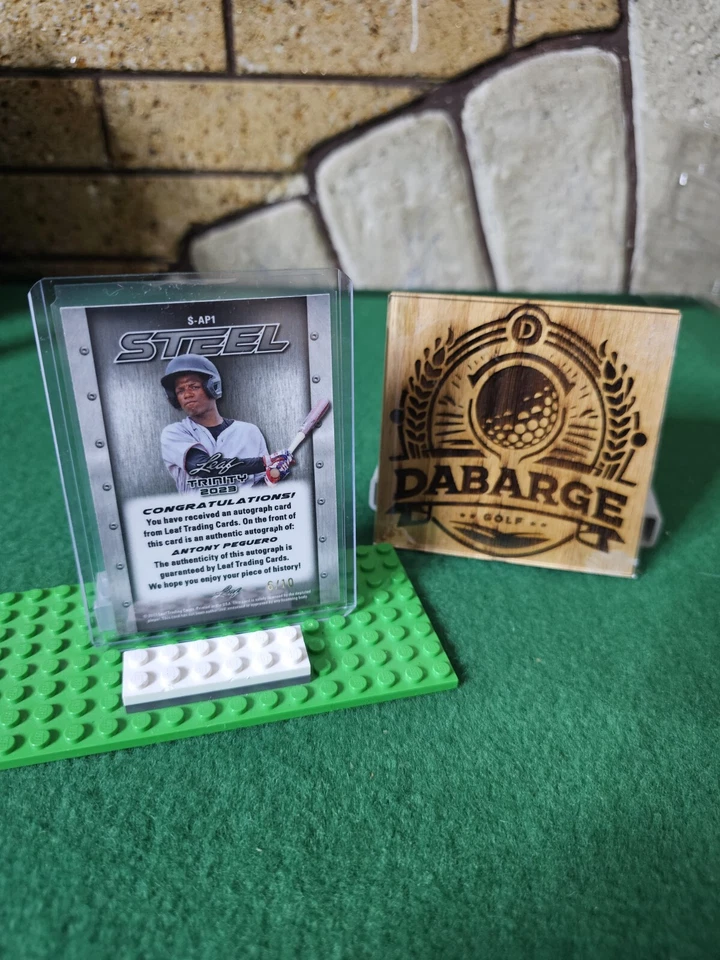 S-AP1
STEEL
Leaf
TRINITY
2023
CONGRATULATIONS!
You have received an autograph card
from Leaf Trading Cards. On the front of
this card is an authentic autograph of:
ANTONY PEGUERO
The authenticity of this autograph is
guaranteed by Leaf Trading Cards.
We hope you enjoy your piece of history!
Leaf
D
DABARGE
GOLF